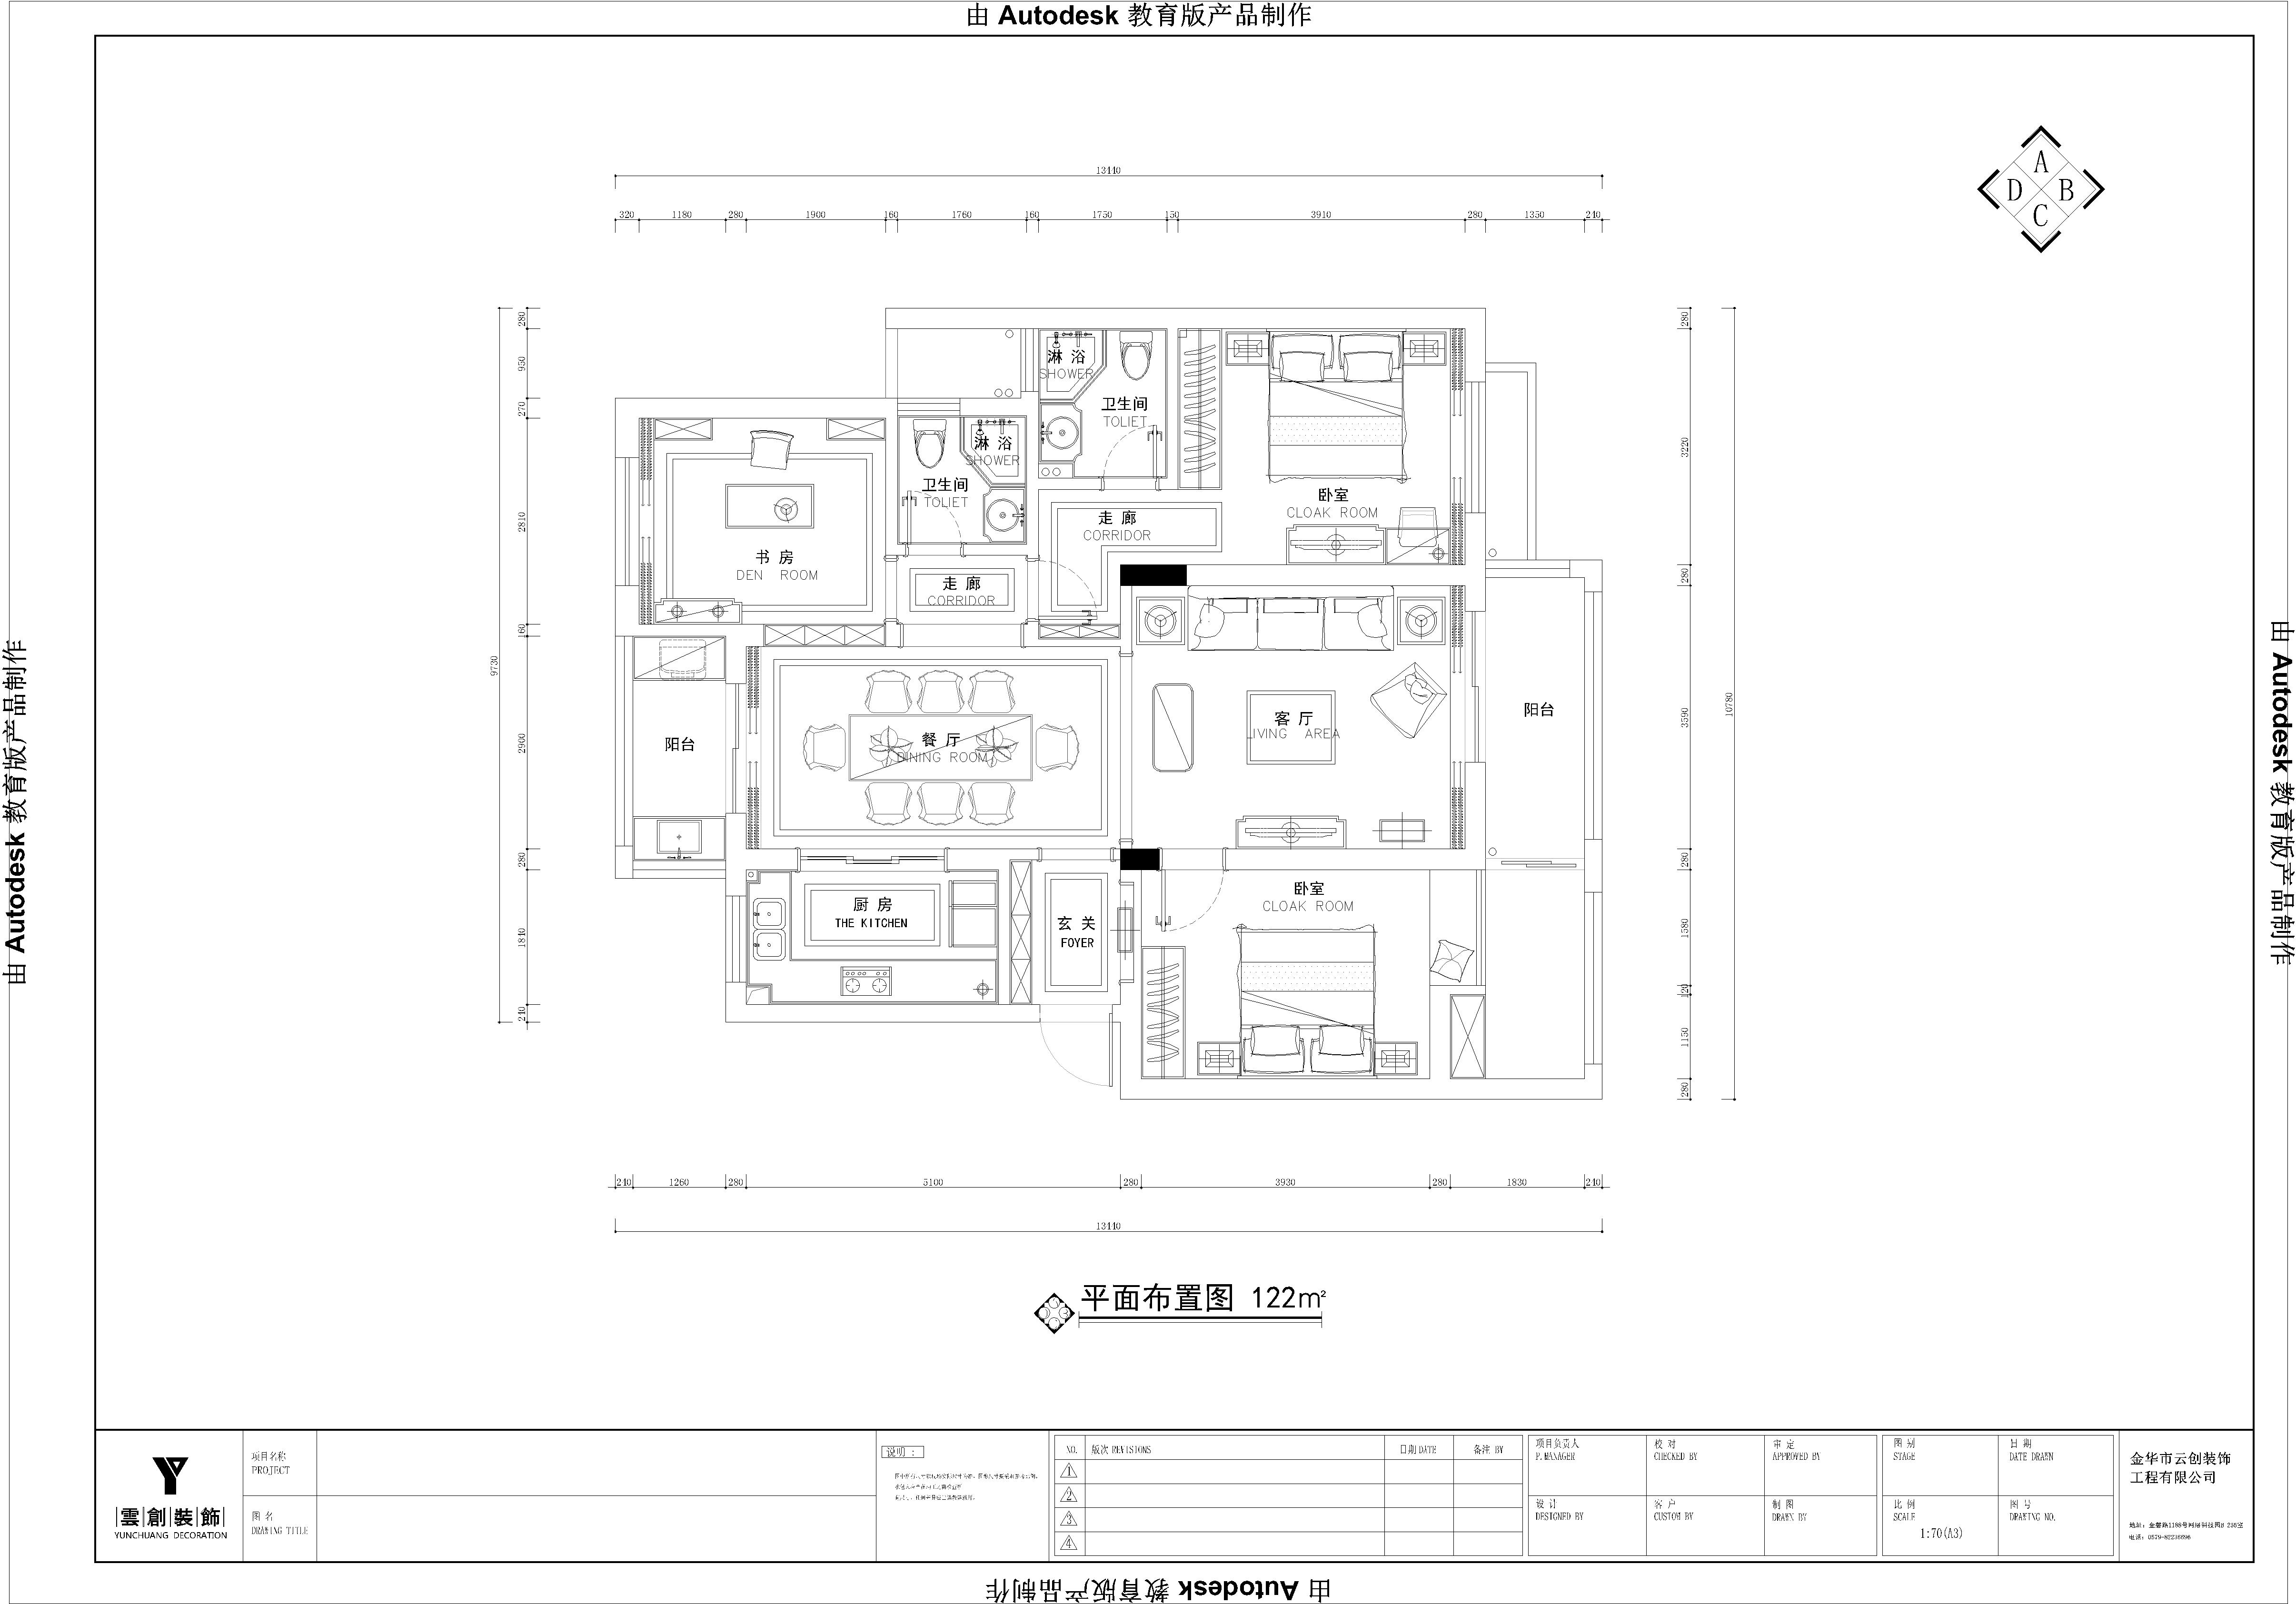 由 Autodesk 教育版产品制作
A
D B
C
13440
320 1180 280 1900 160 1760 160 1750 150 3910 280 1350 240
280
950
270
2810
160
2900
280
1840
240
9730
280
3220
280
3590
280
1580
120
1150
280
10780
淋 浴
SHOWER
卫生间
TOLIET
淋 浴
SHOWER
卫生间
TOLIET
卧室
CLOAK ROOM
走 廊
CORRIDOR
书 房
DEN ROOM
走 廊
CORRIDOR
阳台
餐 厅
DINING ROOM
客 厅
LIVING AREA
阳台
厨 房
THE KITCHEN
玄 关
FOYER
卧室
CLOAK ROOM
240 1260 280 5100 280 3930 280 1830 240
13440
平面布置图 122㎡
雲創裝飾
YUNCHUANG DECORATION
项目名称
PROJECT
图 名
DRAWING TITLE
说明：
NO. 版次 REVISIONS 日期 DATE 备注 BY
1
2
3
4
项目负责人
P.MANAGER
校 对
CHECKED BY
审 定
APPROVED BY
图 别
STAGE
日 期
DATE DRAWN
设 计
DESIGNED BY
客 户
CUSTOM BY
制 图
DRAWN BY
比 例
SCALE
1:70(A3)
图 号
DRAWING NO.
金华市云创装饰
工程有限公司
由 Autodesk 教育版产品制作
由 Autodesk 教育版产品制作
由 Autodesk 教育版产品制作